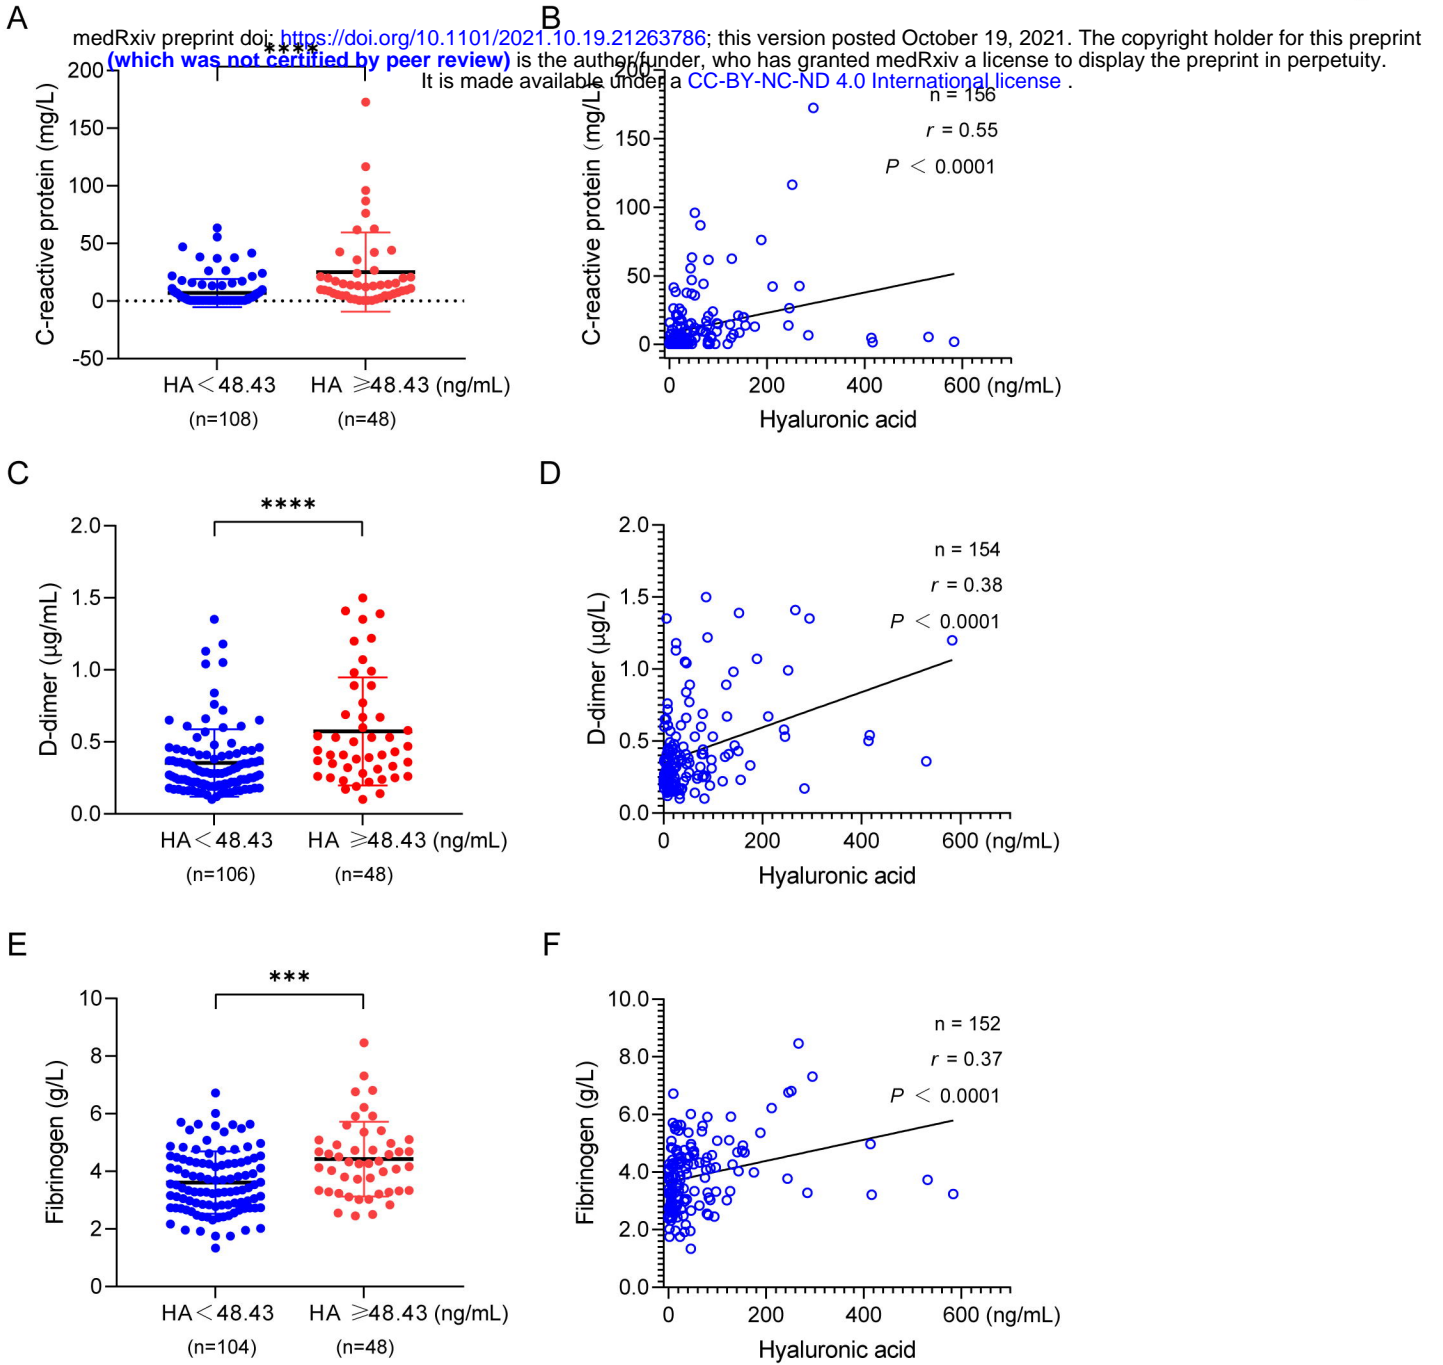 A
B
medRxiv preprint doi: https://doi.org/10.1101/2021.10.19.21263786; this version posted October 19, 2021. The copyright holder for this preprint
(which was not certified by peer review) is the author/funder, who has granted medRxiv a license to display the preprint in perpetuity.
It is made available under a CC-BY-NC-ND 4.0 International license .
****
C-reactive protein (mg/L)
200
150
100
50
0
-50
HA<48.43
HA ≥48.43 (ng/mL)
(n=108)
(n=48)
C-reactive protein (mg/L)
200
150
100
50
0
n = 156
r = 0.55
P < 0.0001
0
200
400
600 (ng/mL)
Hyaluronic acid
C
D
****
D-dimer (μg/mL)
2.0
1.5
1.0
0.5
0.0
HA<48.43
HA ≥48.43 (ng/mL)
(n=106)
(n=48)
D-dimer (μg/L)
2.0
1.5
1.0
0.5
0.0
n = 154
r = 0.38
P < 0.0001
0
200
400
600 (ng/mL)
Hyaluronic acid
E
F
***
Fibrinogen (g/L)
10
8
6
4
2
0
HA<48.43
HA ≥48.43 (ng/mL)
(n=104)
(n=48)
Fibrinogen (g/L)
10.0
8.0
6.0
4.0
2.0
0.0
n = 152
r = 0.37
P < 0.0001
0
200
400
600 (ng/mL)
Hyaluronic acid